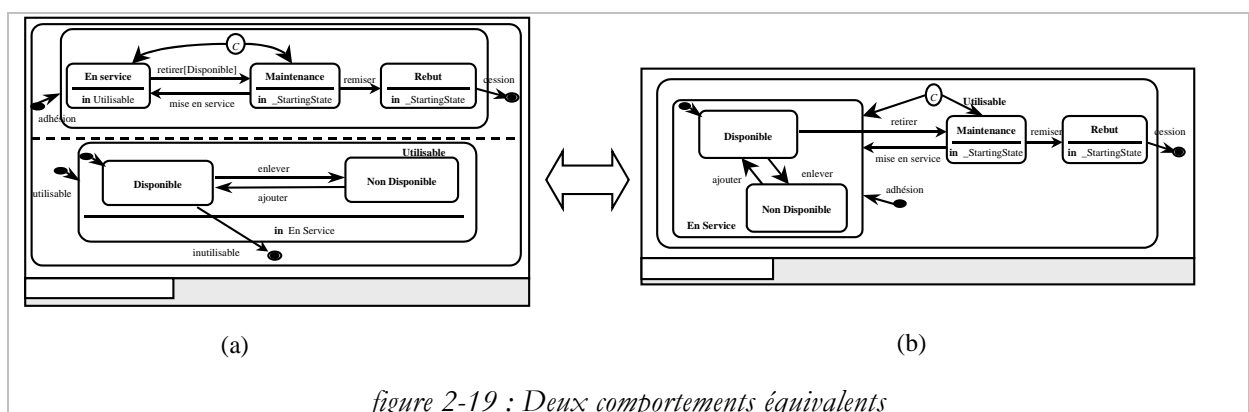 C
En service
retirer[Disponible]
Maintenance
remiser
Rebut
cession
in Utilisable
mise en service
in _StartingState
in _StartingState
adhésion
Utilisable
utilisable
Disponible
enlever
ajouter
Non Disponible
in En Service
inutilisable
(a)
C
Utilisable
Disponible
retirer
Maintenance
remiser
Rebut
cession
in _StartingState
in _StartingState
mise en service
ajouter
enlever
adhésion
Non Disponible
En Service
(b)
figure 2-19 : Deux comportements équivalents